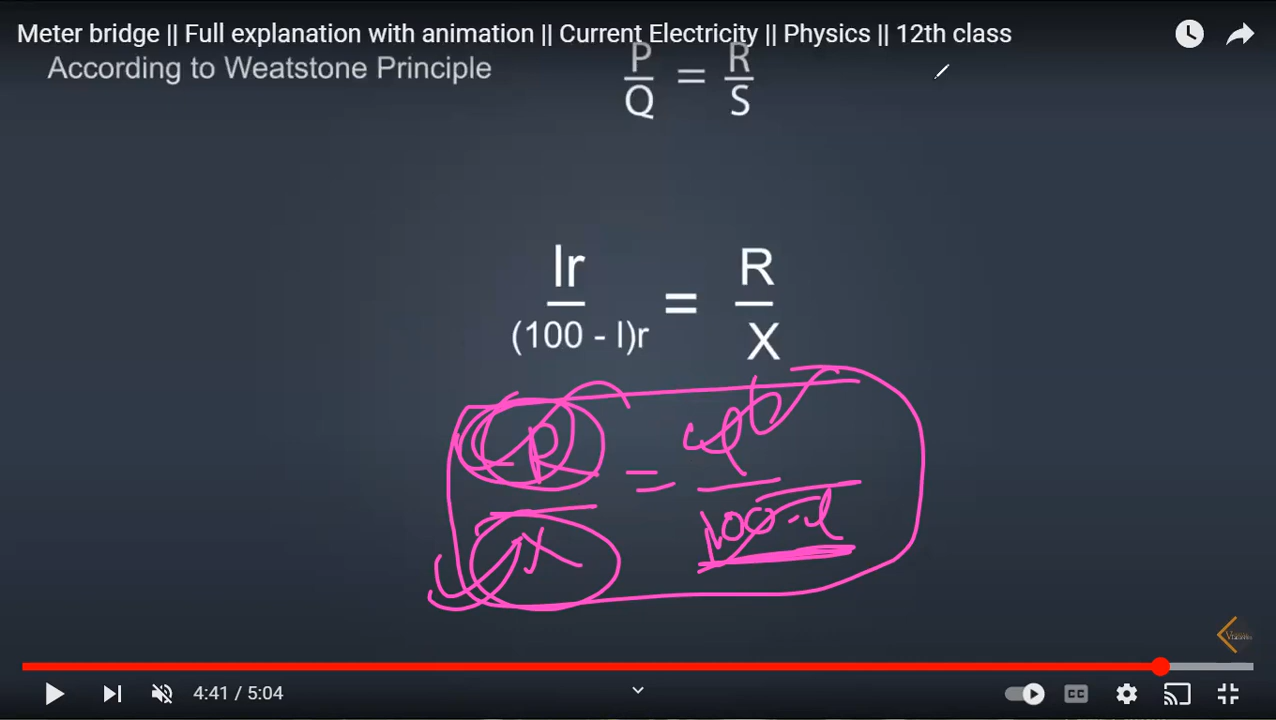 Meter bridge || Full explanation with animation || Current Electricity || Physics || 12th class
According to Weatstone Principle
P/Q = R/S
lr/(100 - l)r = R/X
R/X =
100-l
4:41 / 5:04
CC